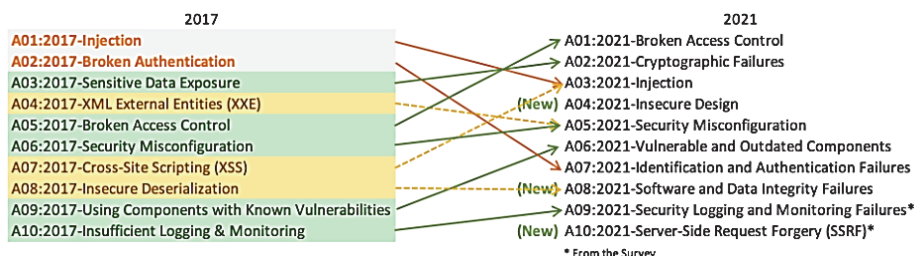 2017
A01:2017-Injection
A02:2017-Broken Authentication
A03:2017-Sensitive Data Exposure
A04:2017-XML External Entities (XXE)
A05:2017-Broken Access Control
A06:2017-Security Misconfiguration
A07:2017-Cross-Site Scripting (XSS)
A08:2017-Insecure Deserialization
A09:2017-Using Components with Known Vulnerabilities
A10:2017-Insufficient Logging & Monitoring
2021
A01:2021-Broken Access Control
A02:2021-Cryptographic Failures
A03:2021-Injection
(New) A04:2021-Insecure Design
A05:2021-Security Misconfiguration
A06:2021-Vulnerable and Outdated Components
A07:2021-Identification and Authentication Failures
(New) A08:2021-Software and Data Integrity Failures
A09:2021-Security Logging and Monitoring Failures*
(New) A10:2021-Server-Side Request Forgery (SSRF)*
* From the Survey